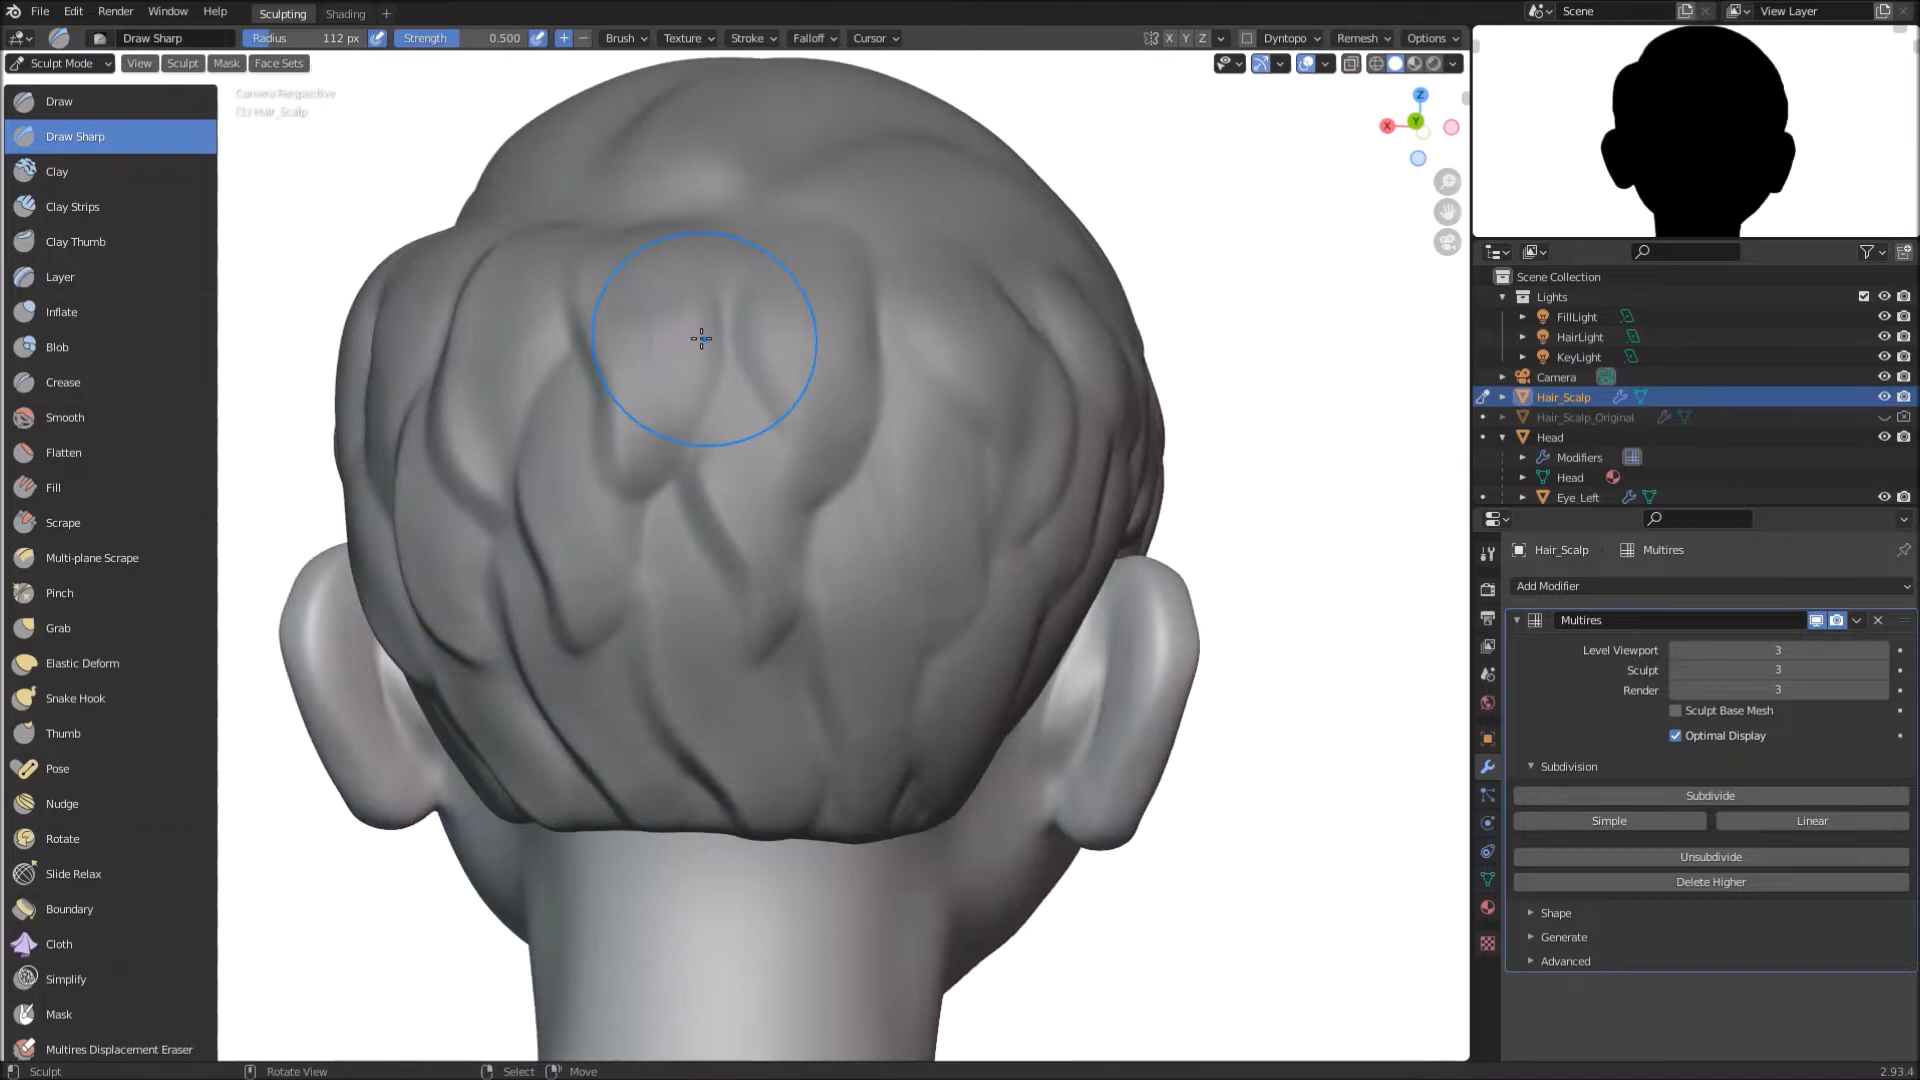 File Edit Render Window Help Sculpting Shading + Scene View Layer
Draw Sharp Radius 112 px Strength 0.500 Brush Texture Stroke Falloff Cursor X Y Z Dyntopo Remesh Options
Sculpt Mode View Sculpt Mask Face Sets
Camera Perspective
(1) Hair_Scalp
Z
Y
X
Draw
Draw Sharp
Clay
Clay Strips
Clay Thumb
Layer
Inflate
Blob
Crease
Smooth
Flatten
Fill
Scrape
Multi-plane Scrape
Pinch
Grab
Elastic Deform
Snake Hook
Thumb
Pose
Nudge
Rotate
Slide Relax
Boundary
Cloth
Simplify
Mask
Multires Displacement Eraser
Scene Collection
Lights
FillLight
HairLight
KeyLight
Camera
Hair_Scalp
Hair_Scalp_Original
Head
Modifiers
Head
Eye_Left
Hair_Scalp Multires
Add Modifier
Multires
Level Viewport 3
Sculpt 3
Render 3
Sculpt Base Mesh
Optimal Display
Subdivision
Subdivide
Simple Linear
Unsubdivide
Delete Higher
Shape
Generate
Advanced
Sculpt Rotate View Select Move 2.93.4